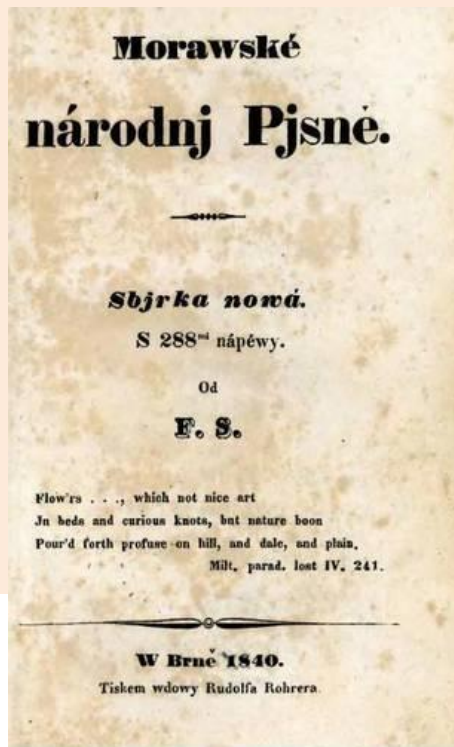 Morawské
národnj Pjsně.
Sbjrka nowá.
S 288mi nápěwy.
Od
F. S.
Flow'rs . . ., which not nice art
Jn beds and curious knots, but nature boon
Pour'd forth profuse on hill, and dale, and plain.
Milt. parad. lost IV. 241.
W Brně 1840.
Tiskem wdowy Rudolfa Rohrera